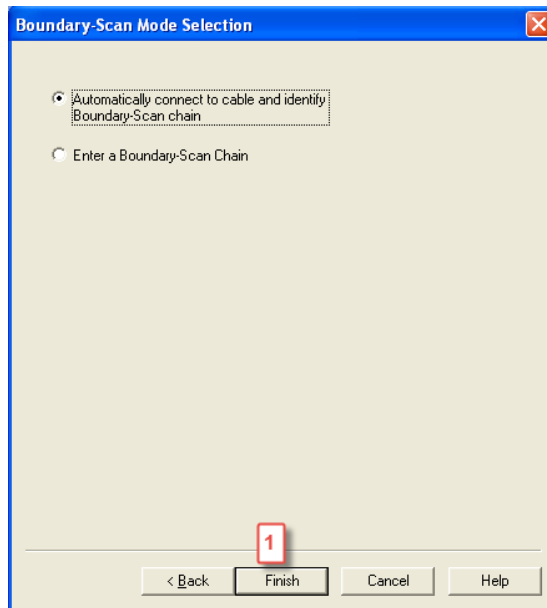 Boundary-Scan Mode Selection
Automatically connect to cable and identify
Boundary-Scan chain
Enter a Boundary-Scan Chain
1
< Back Finish Cancel Help